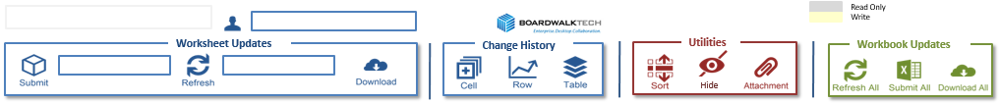 BOARDWALKTECH
Enterprise Desktop Collaboration.
Read Only
Write
Worksheet Updates
Submit
Refresh
Download
Change History
Cell
Row
Table
Utilities
Sort
Hide
Attachment
Workbook Updates
Refresh All
Submit All
Download All